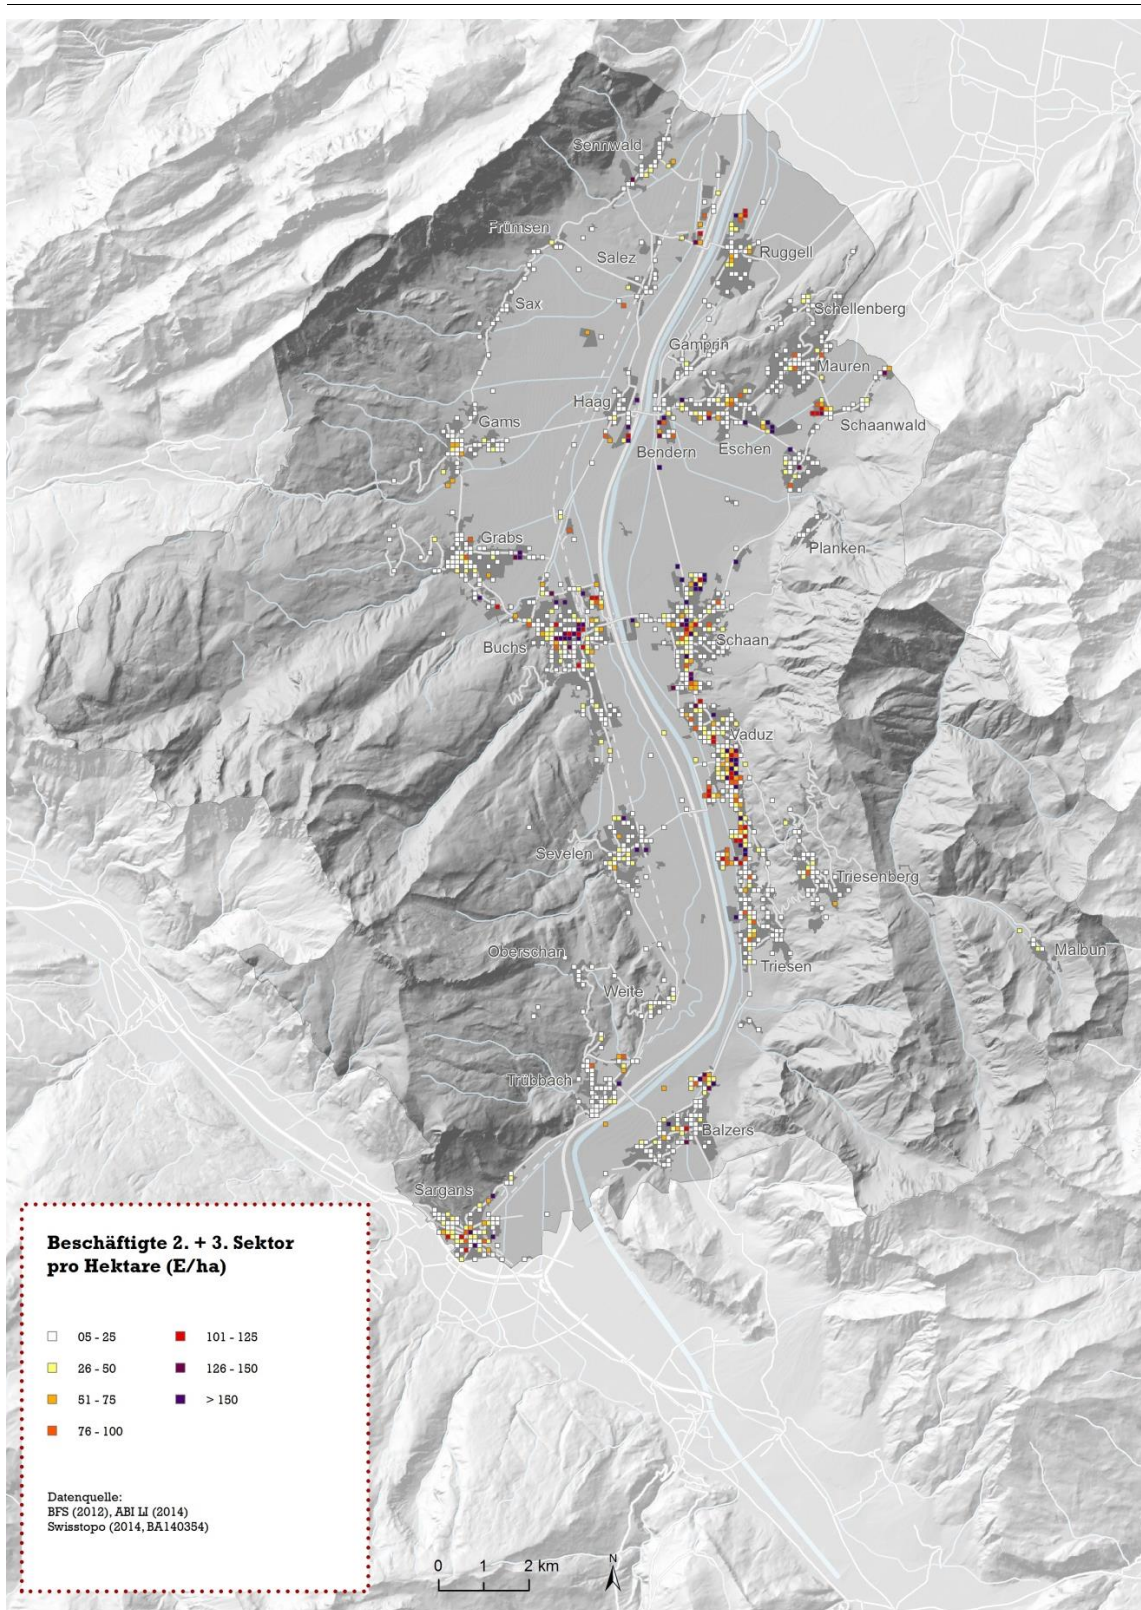 Sennwald
Frümsen
Salez
Ruggell
Sax
Schellenberg
Gamprin
Mauren
Haag
Gams
Schaanwald
Bendern
Eschen
Grabs
Planken
Buchs
Schaan
Vaduz
Sevelen
Triesenberg
Oberschan
Malbun
Triesen
Weite
Trübbach
Balzers
Sargans
Beschäftigte 2. + 3. Sektor
pro Hektare (E/ha)
05 - 25
26 - 50
51 - 75
76 - 100
101 - 125
126 - 150
> 150
Datenquelle:
BFS (2012), ABI LI (2014)
Swisstopo (2014, BA140354)
0 1 2 km
N